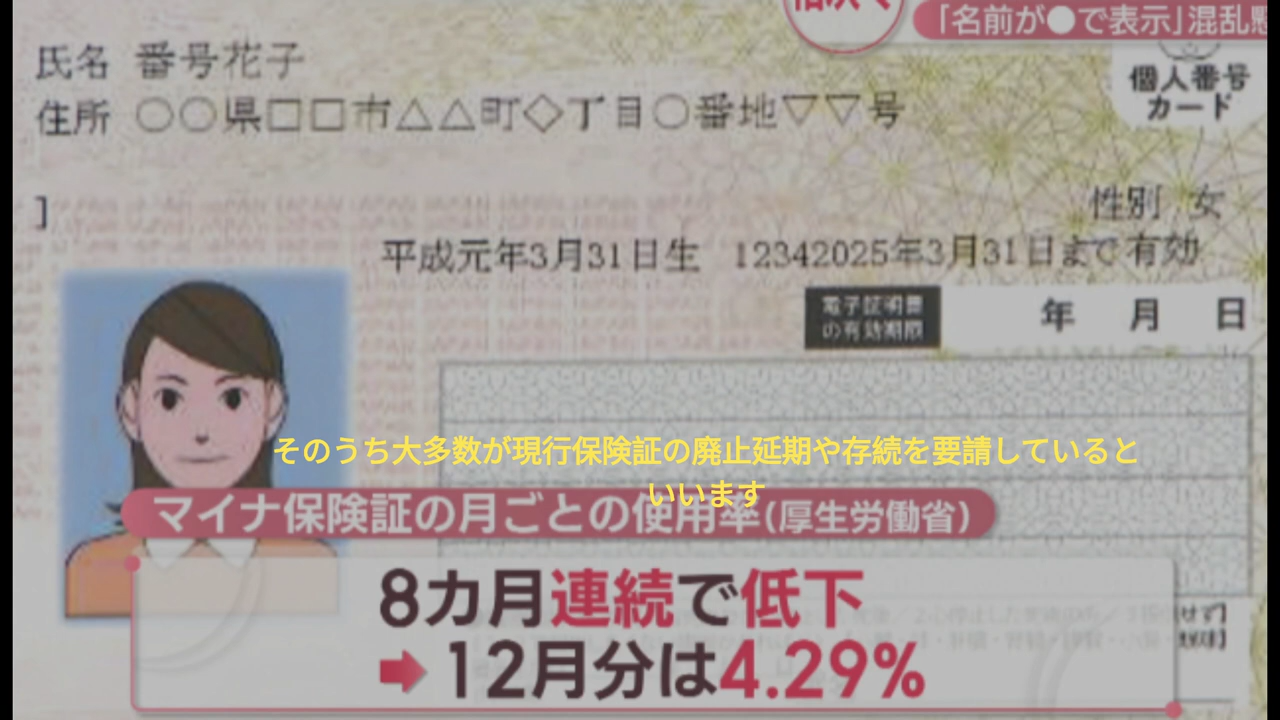 「名前が●で表示」混乱
氏名 番号花子
個人番号
カード
住所 〇〇県□□市△△町◇丁目〇番地▽▽号
性別 女
平成元年3月31日生 12342025年3月31日まで有効
電子証明書
の有効期限
年 月 日
そのうち大多数が現行保険証の廃止延期や存続を要請していると
いいます
マイナ保険証の月ごとの使用率(厚生労働省)
8カ月連続で低下
➡12月分は4.29%